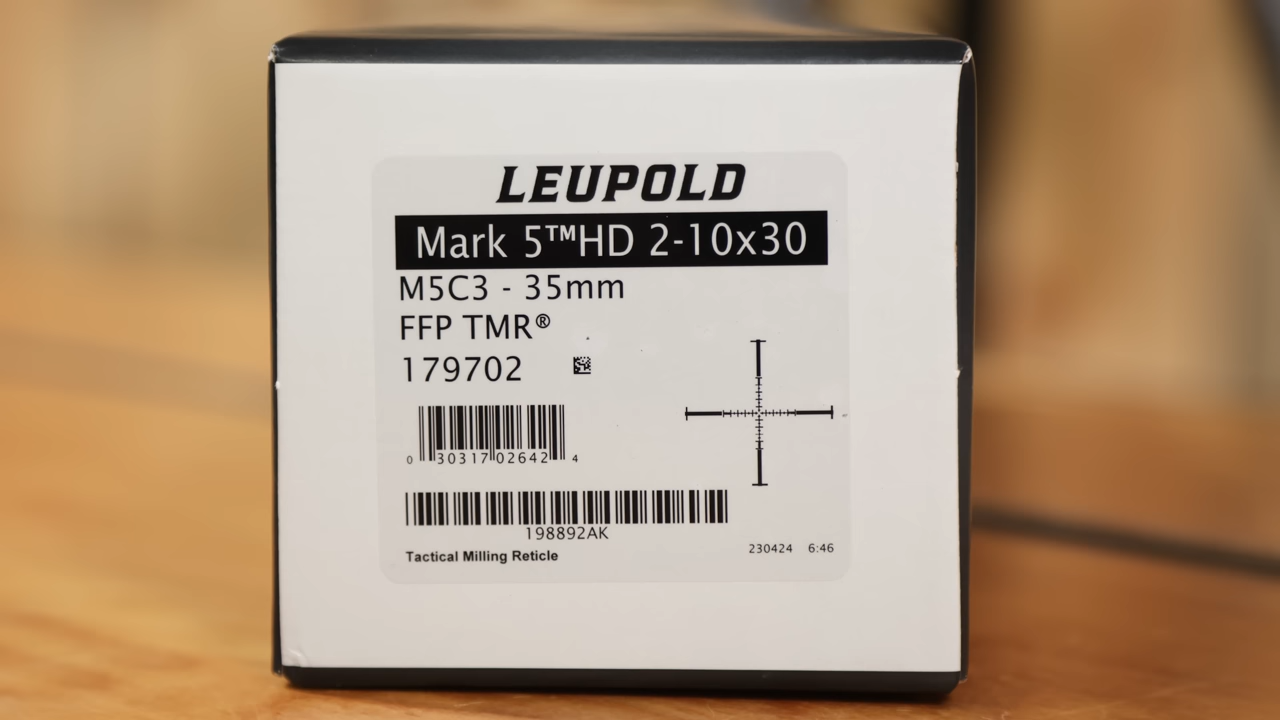 LEUPOLD
Mark 5™HD 2-10x30
M5C3 - 35mm
FFP TMR®
179702
0 30317 02642 4
198892AK
Tactical Milling Reticle
230424 6:46